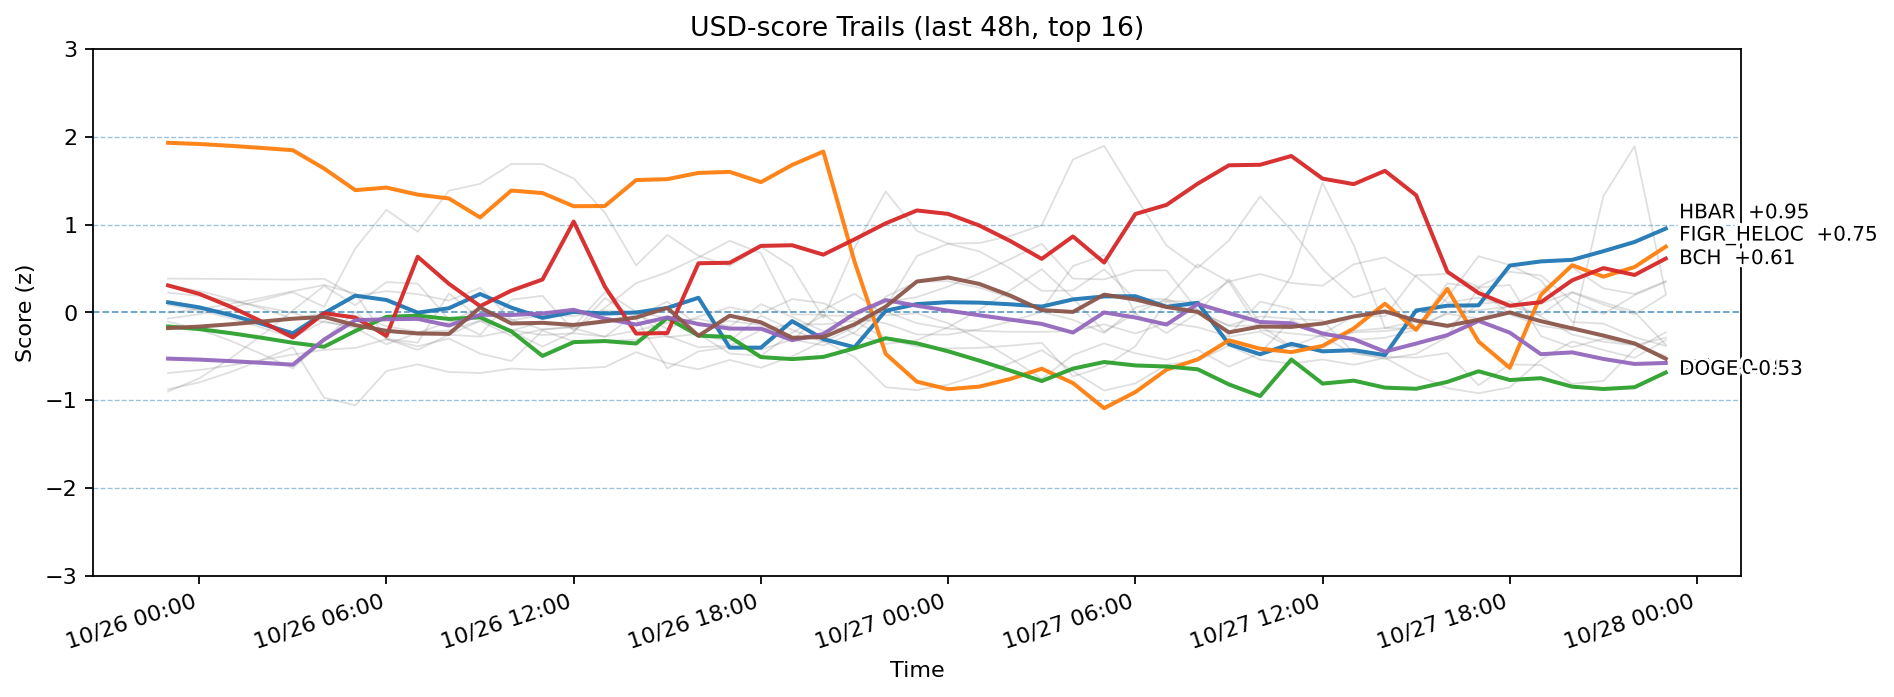 USD-score Trails (last 48h, top 16)
Score (z)
3
2
1
0
−1
−2
−3
HBAR +0.95
FIGR_HELOC +0.75
BCH +0.61
DOGE -0.53
10/26 00:00
10/26 06:00
10/26 12:00
10/26 18:00
10/27 00:00
10/27 06:00
10/27 12:00
10/27 18:00
10/28 00:00
Time